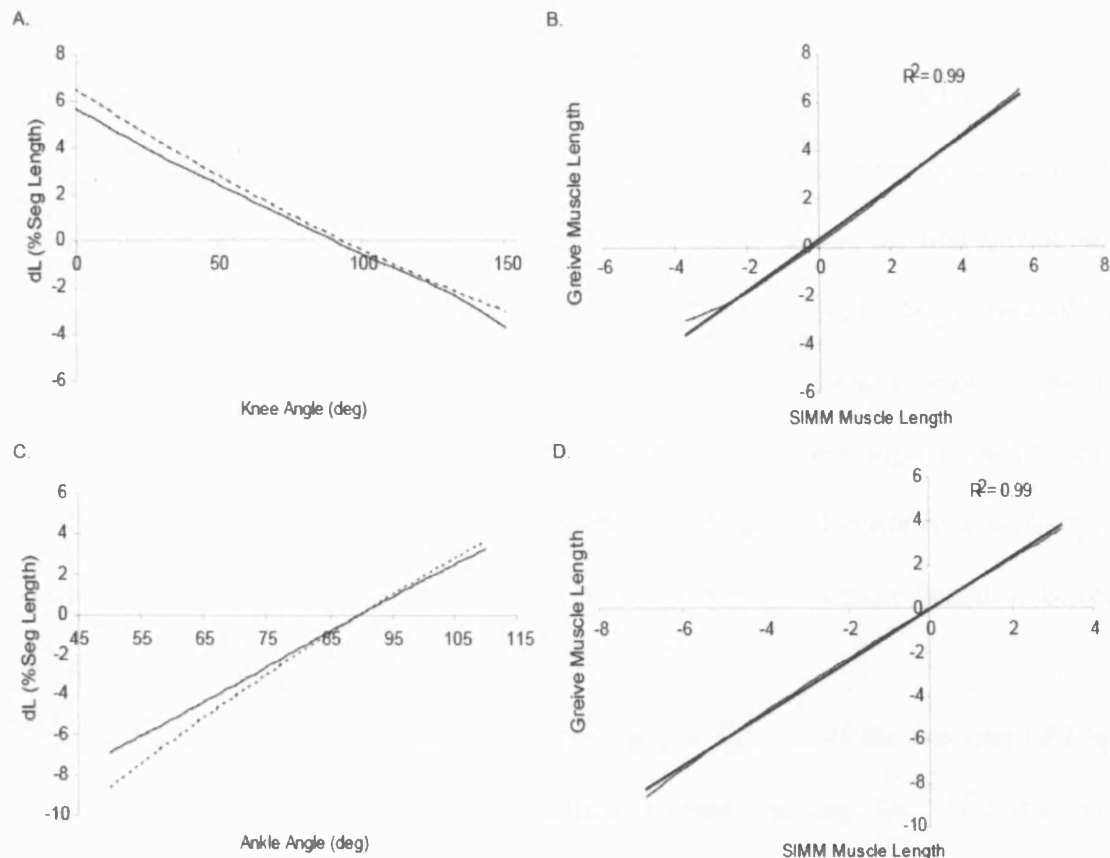 A.
8
6
4
2
0
-2
-4
-6
0 50 100 150
dL (%Seg Length)
Knee Angle (deg)
B.
R²= 0.99
8
6
4
2
0
-2
-4
-6
-6 -4 -2 0 2 4 6 8
Greive Muscle Length
SIMM Muscle Length
C.
6
4
2
0
-2
-4
-6
-8
-10
45 55 65 75 85 95 105 115
dL (%Seg Length)
Ankle Angle (deg)
D.
R²= 0.99
6
4
2
0
-2
-4
-6
-8
-10
-8 -6 -4 -2 0 2 4
Greive Muscle Length
SIMM Muscle Length